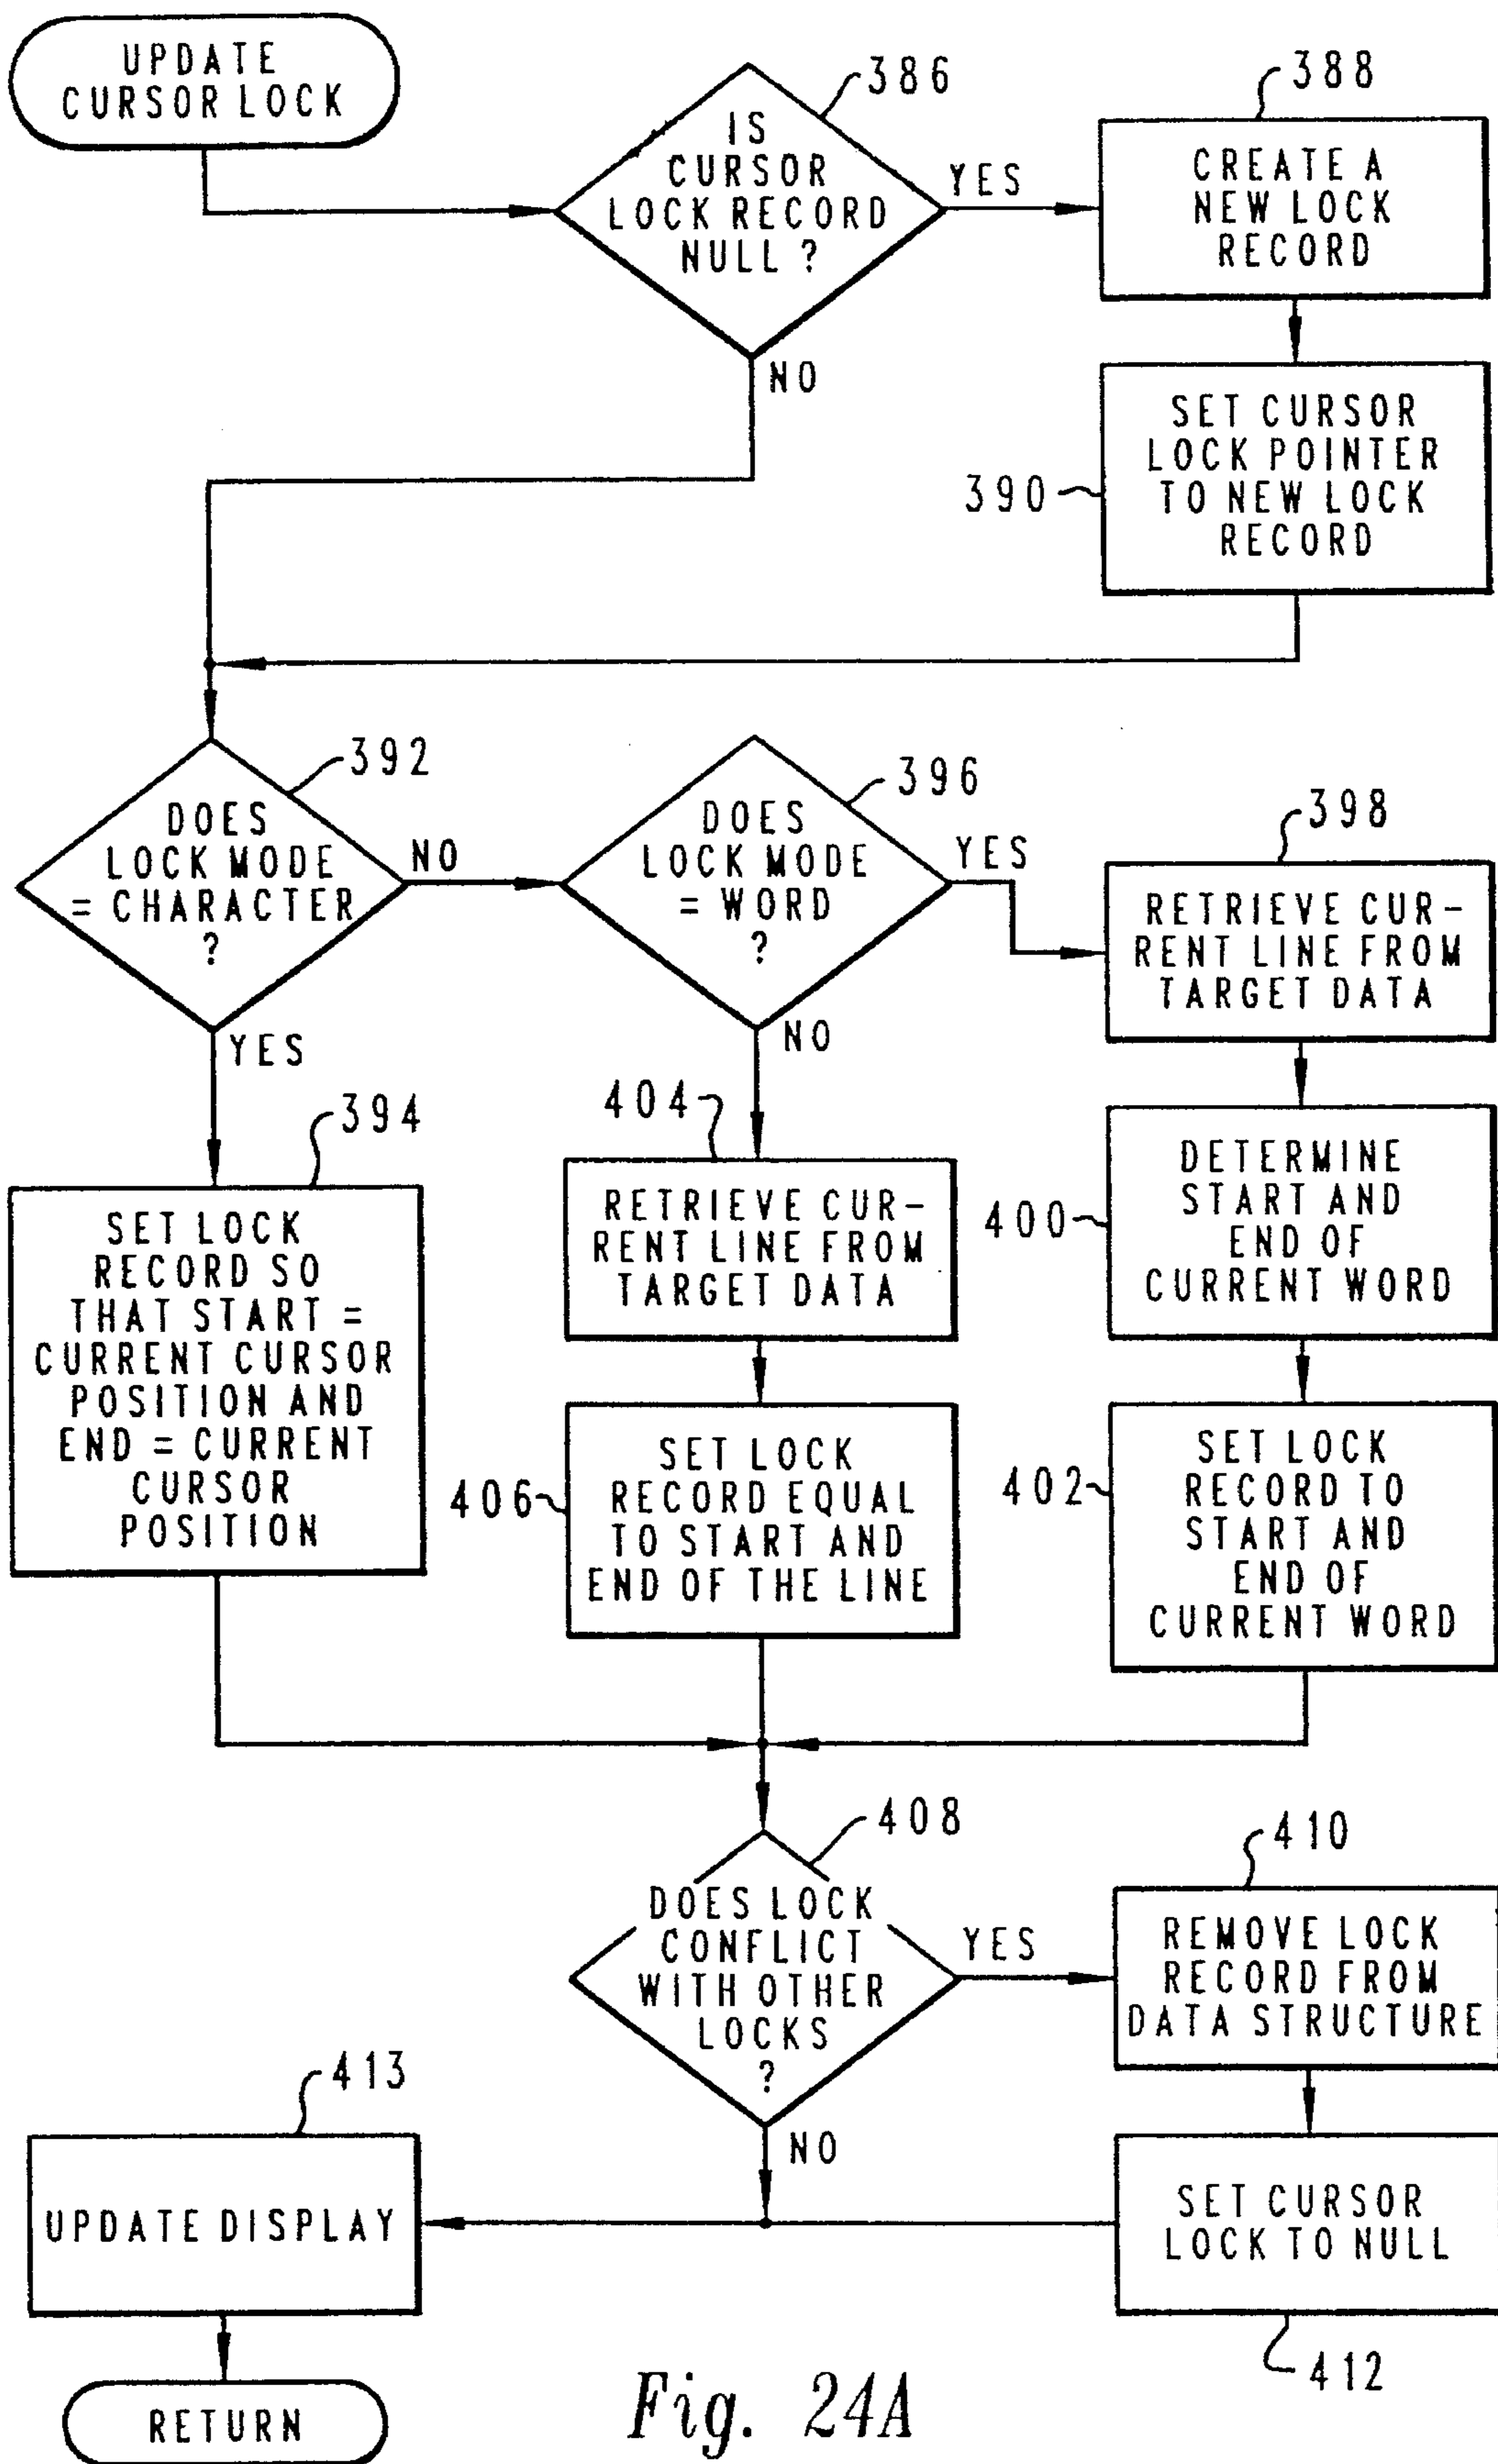 UPDATE
CURSOR LOCK
386
IS
CURSOR
LOCK RECORD
NULL ?
YES
NO
388
CREATE A
NEW LOCK
RECORD
390
SET CURSOR
LOCK POINTER
TO NEW LOCK
RECORD
392
DOES
LOCK MODE
= CHARACTER
?
NO
YES
396
DOES
LOCK MODE
= WORD
?
YES
NO
398
RETRIEVE CUR-
RENT LINE FROM
TARGET DATA
394
SET LOCK
RECORD SO
THAT START =
CURRENT CURSOR
POSITION AND
END = CURRENT
CURSOR
POSITION
404
RETRIEVE CUR-
RENT LINE FROM
TARGET DATA
400
DETERMINE
START AND
END OF
CURRENT WORD
406
SET LOCK
RECORD EQUAL
TO START AND
END OF THE LINE
402
SET LOCK
RECORD TO
START AND
END OF
CURRENT WORD
408
DOES LOCK
CONFLICT
WITH OTHER
LOCKS
?
YES
NO
410
REMOVE LOCK
RECORD FROM
DATA STRUCTURE
413
UPDATE DISPLAY
SET CURSOR
LOCK TO NULL
412
RETURN
Fig. 24A